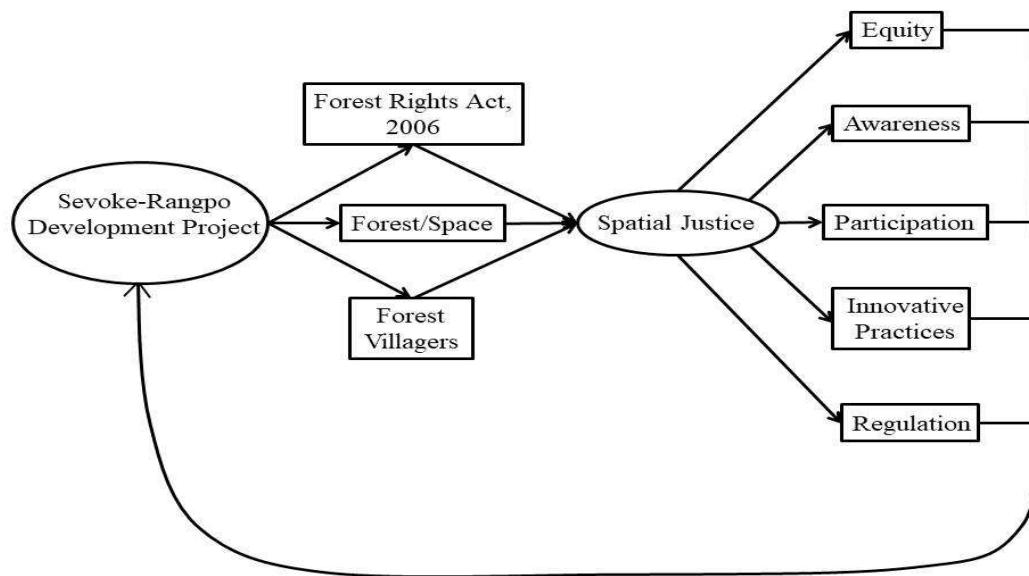 Sevoke-Rangpo
Development Project
Forest Rights Act,
2006
Forest/Space
Forest
Villagers
Spatial Justice
Equity
Awareness
Participation
Innovative
Practices
Regulation